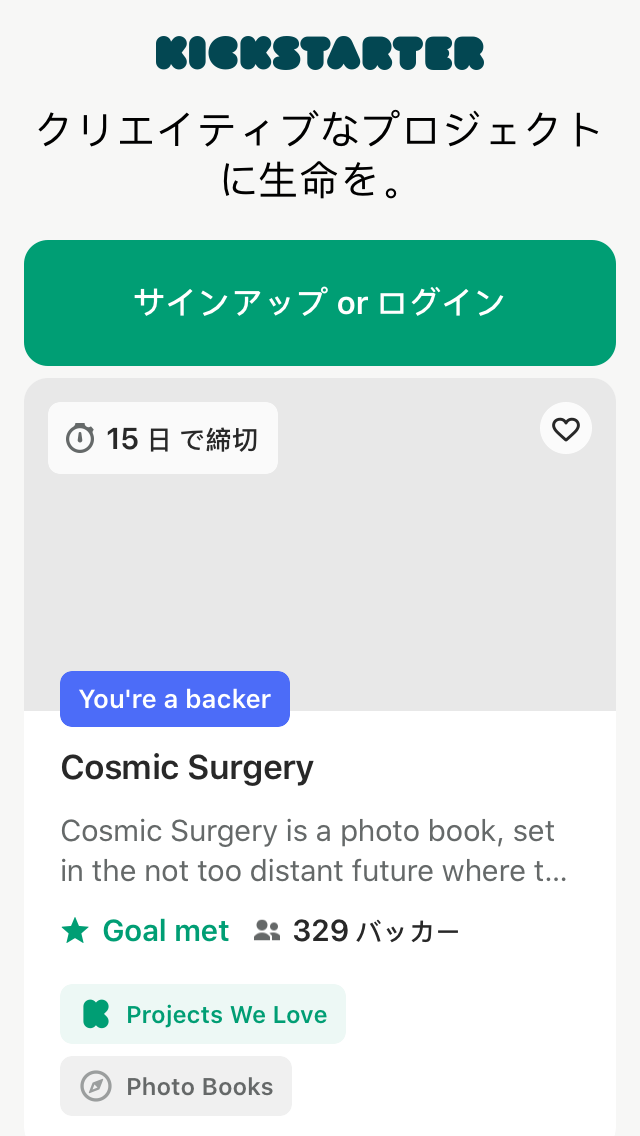 KICKSTARTER
クリエイティブなプロジェクト
に生命を。
サインアップ or ログイン
15 日 で締切
You're a backer
Cosmic Surgery
Cosmic Surgery is a photo book, set
in the not too distant future where t...
Goal met 329 バッカー
Projects We Love
Photo Books